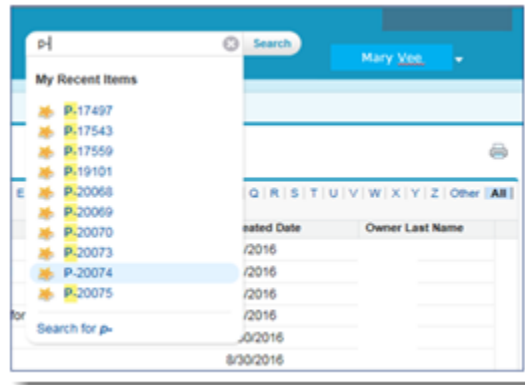 p- Search
Mary Vee
My Recent Items
P-17497
P-17543
P-17559
P-19101
E P-20068 Q | R | S | T | U | V | W | X | Y | Z | Other All
P-20069
P-20070 eated Date Owner Last Name
P-20073 /2016
P-20074 /2016
P-20075 /2016
for /2016
Search for p- 0/2016
8/30/2016